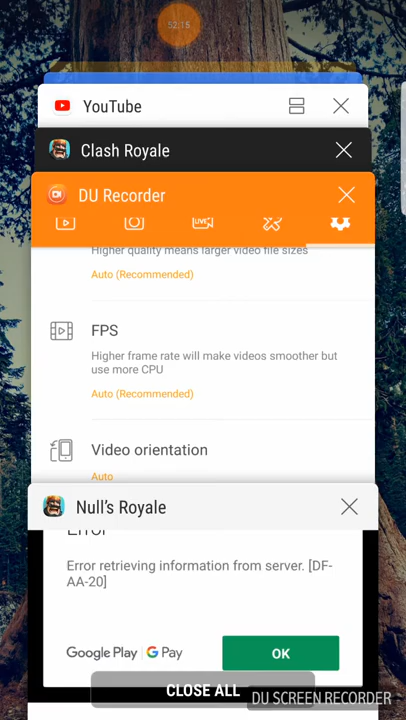 52:15
YouTube
Clash Royale
DU Recorder
LIVE
Higher quality means larger video file sizes
Auto (Recommended)
FPS
Higher frame rate will make videos smoother but
use more CPU
Auto (Recommended)
Video orientation
Auto
Null's Royale
Error
Error retrieving information from server. [DF-
AA-20]
Google Play | G Pay
OK
CLOSE ALL
DU SCREEN RECORDER